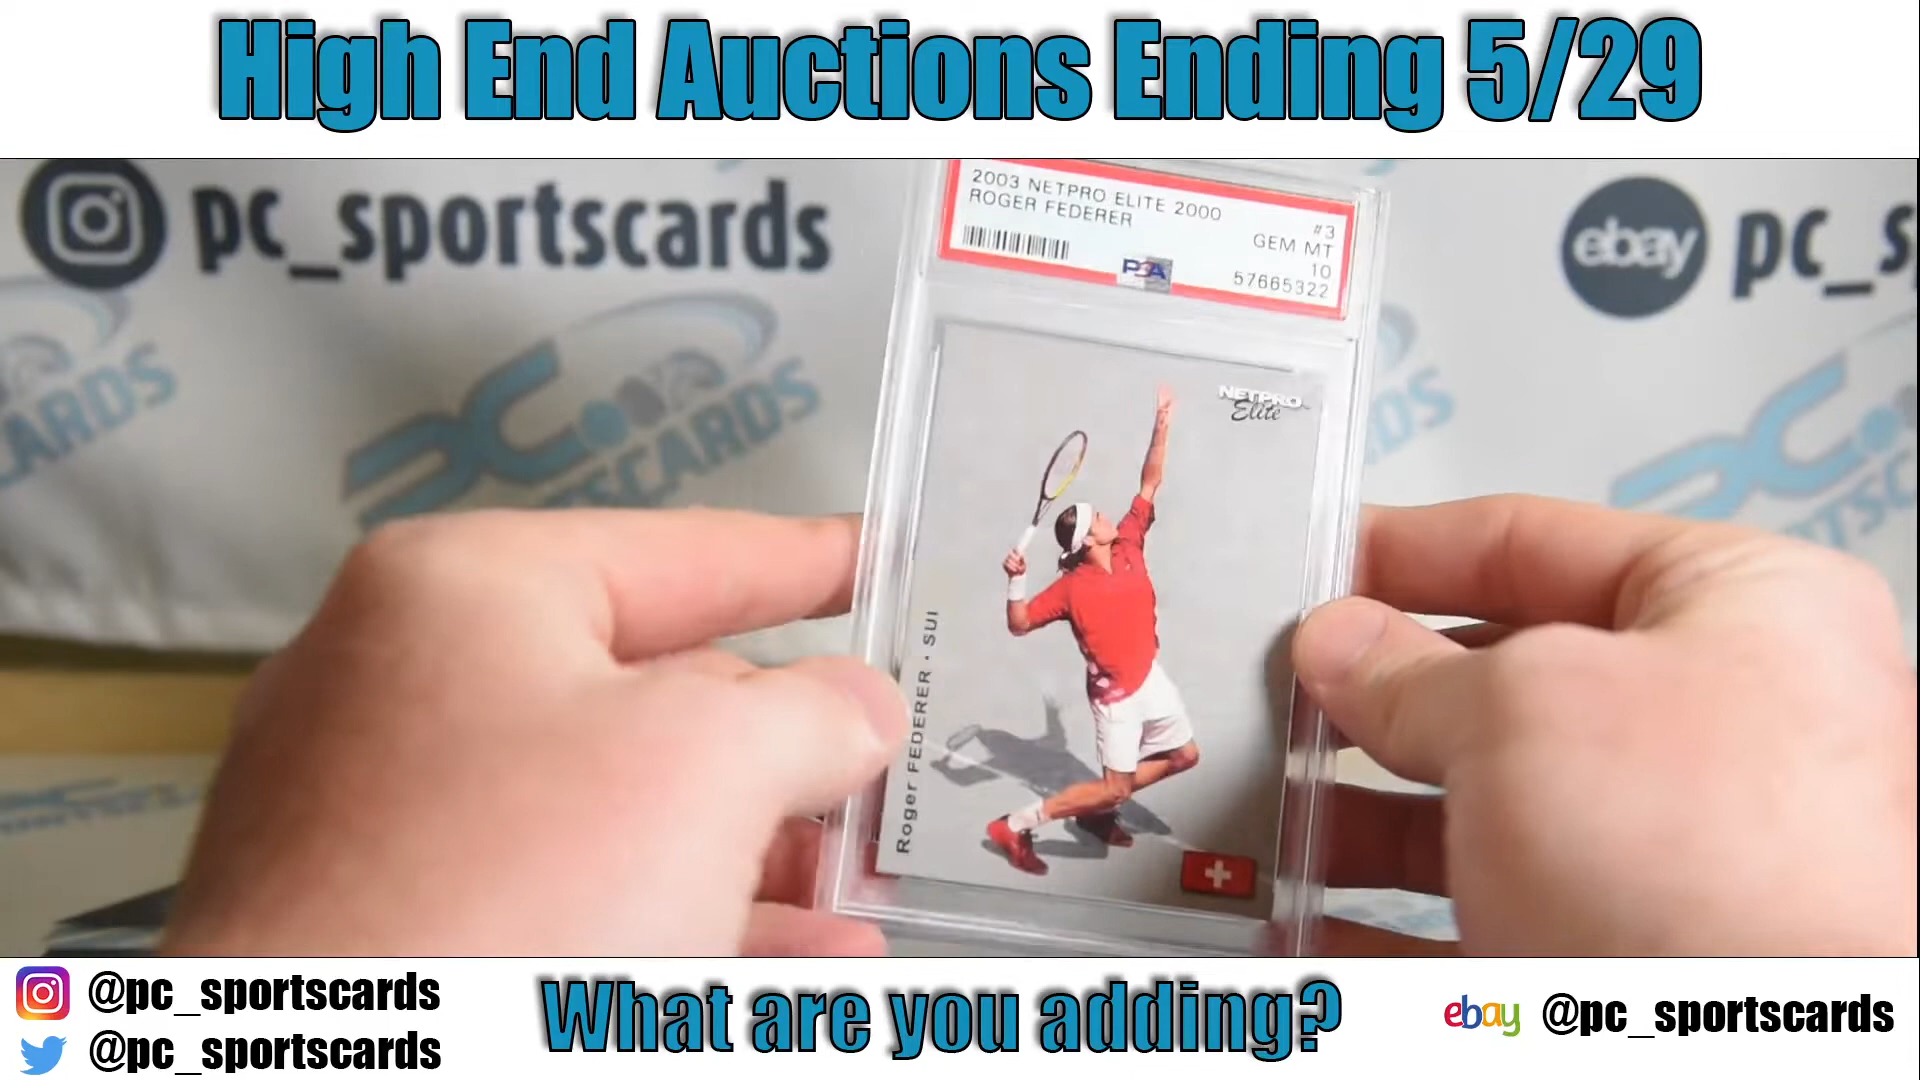 High End Auctions Ending 5/29
pc_sportscards
ebay pc_s
2003 NETPRO ELITE 2000
ROGER FEDERER
#3
GEM MT
10
PSA
57665322
NETPRO
Elite
Roger FEDERER · SUI
SPORTSCARDS
@pc_sportscards
@pc_sportscards
What are you adding?
ebay @pc_sportscards